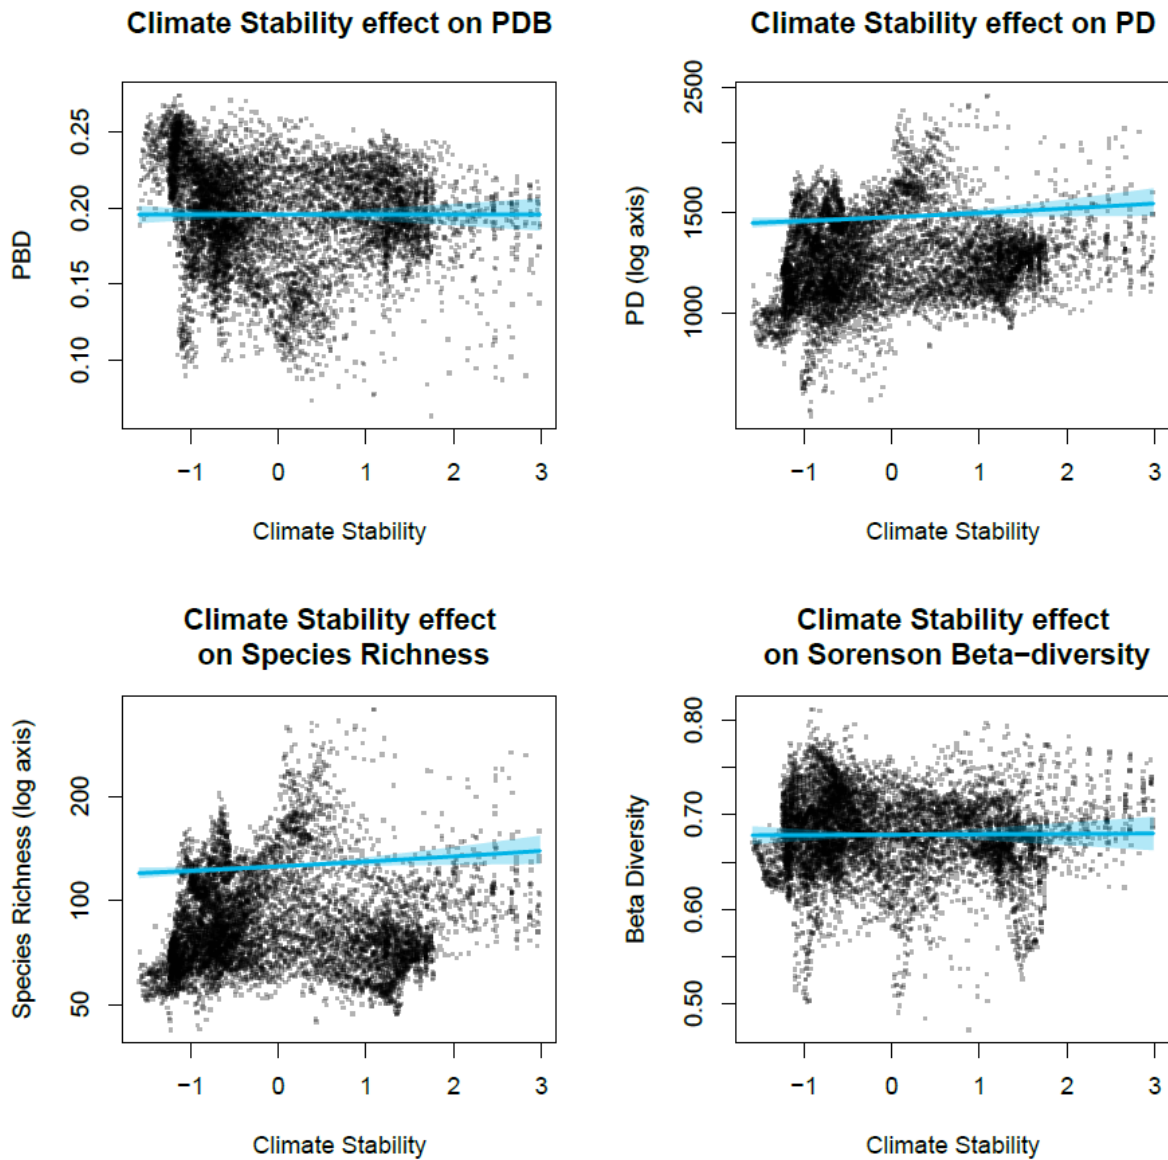 Climate Stability effect on PDB
0.25
0.20
0.15
0.10
PBD
−1 0 1 2 3
Climate Stability
Climate Stability effect on PD
2500
1500
1000
PD (log axis)
−1 0 1 2 3
Climate Stability
Climate Stability effect
on Species Richness
200
100
50
Species Richness (log axis)
−1 0 1 2 3
Climate Stability
Climate Stability effect
on Sorenson Beta−diversity
0.80
0.70
0.60
0.50
Beta Diversity
−1 0 1 2 3
Climate Stability